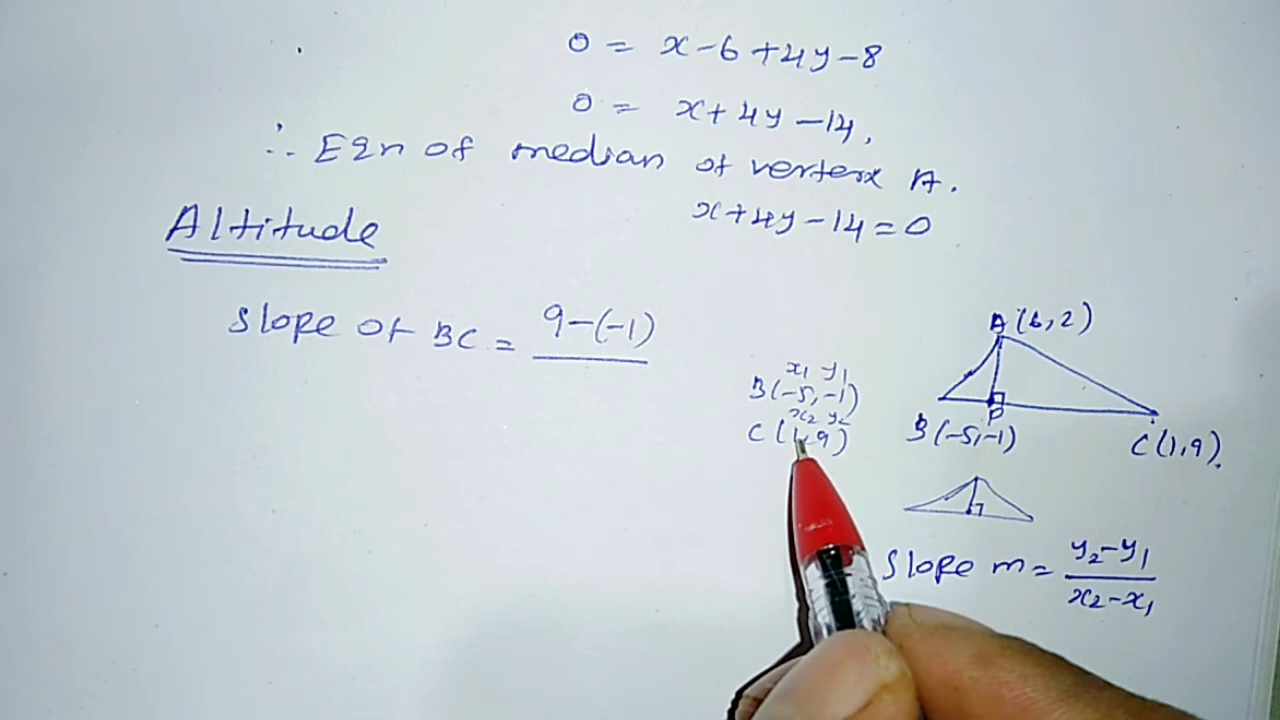 0 = x-6+4y-8
0 = x+4y-14,
∴ Eqn of median of vertex A.
x+4y-14=0
Altitude
Slope of BC = 9-(-1)
x1 y1
B(-5,-1)
x2 y2
C(1,9)
A(6,2)
D
B(-5,-1)
C(1,9).
Slope m = y2-y1
x2-x1